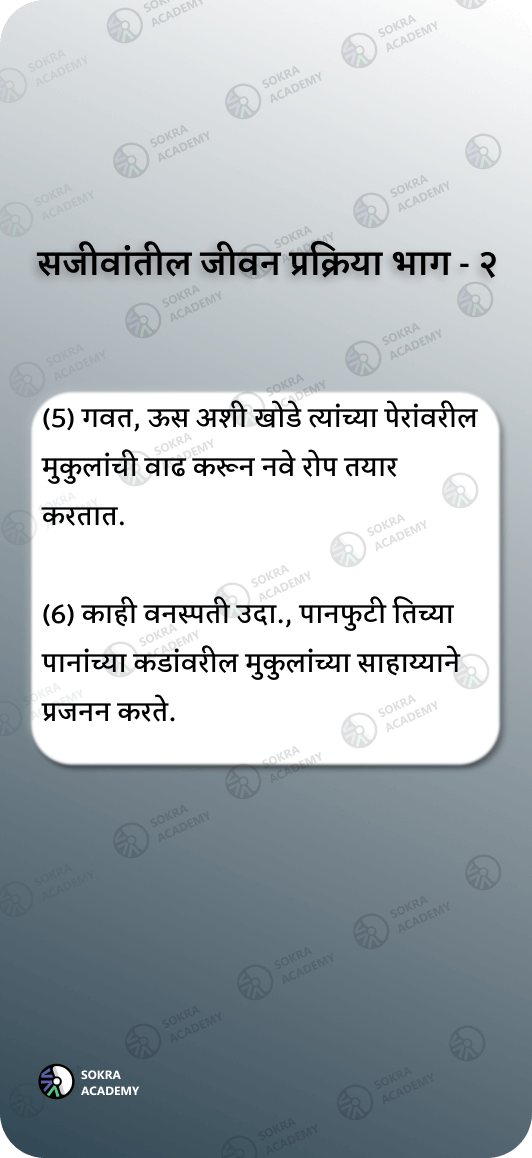 सजीवांतील जीवन प्रक्रिया भाग - २
(5) गवत, ऊस अशी खोडे त्यांच्या पेरांवरील
मुकुलांची वाढ करून नवे रोप तयार
करतात.
(6) काही वनस्पती उदा., पानफुटी तिच्या
पानांच्या कडांवरील मुकुलांच्या साहाय्याने
प्रजनन करते.
SOKRA
ACADEMY